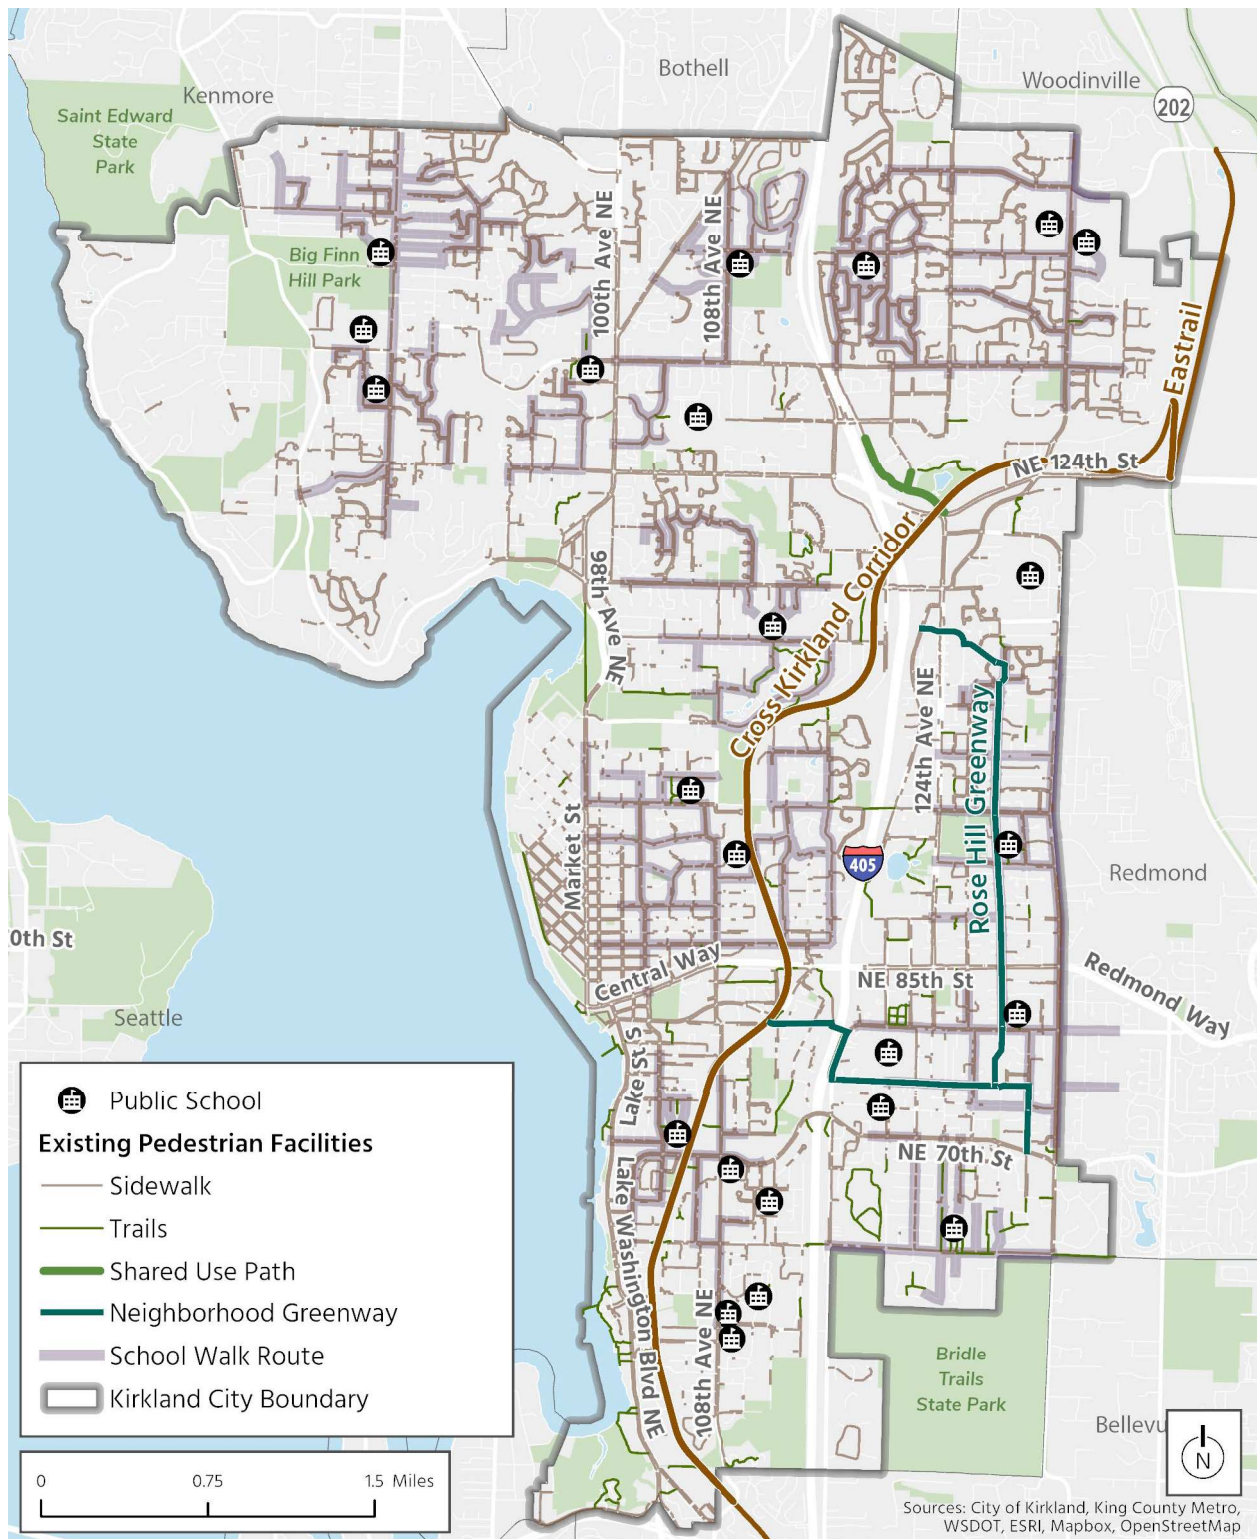 Bothell
Woodinville
Kenmore
202
Saint Edward
State
Park
100th Ave NE
108th Ave NE
Big Finn
Hill Park
Eastrail
NE 124th St
Cross Kirkland Corridor
98th Ave NE
124th Ave NE
Rose Hill Greenway
Market St
405
Redmond
0th St
Central Way
NE 85th St
Redmond Way
Seattle
Lake St S
NE 70th St
Lake Washington Blvd NE
108th Ave NE
Bridle
Trails
State Park
Bellevu
Public School
Existing Pedestrian Facilities
Sidewalk
Trails
Shared Use Path
Neighborhood Greenway
School Walk Route
Kirkland City Boundary
0 0.75 1.5 Miles
N
Sources: City of Kirkland, King County Metro,
WSDOT, ESRI, Mapbox, OpenStreetMap